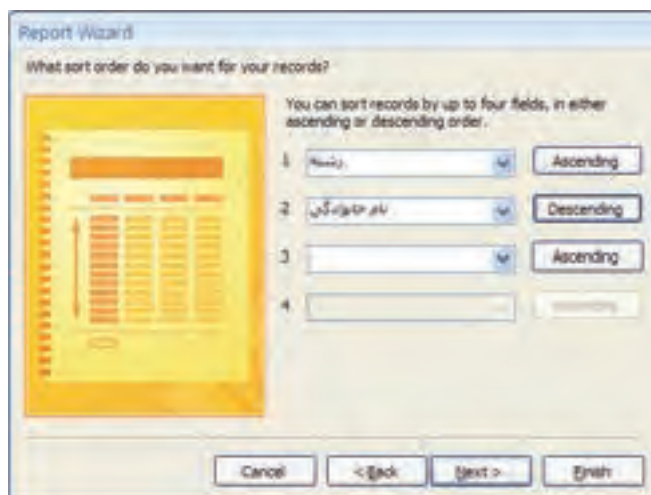 Report Wizard
What sort order do you want for your records?
You can sort records by up to four fields, in either
ascending or descending order.
1 رشته Ascending
2 نام خانوادگی Descending
3 Ascending
4
Cancel < Back Next > Finish